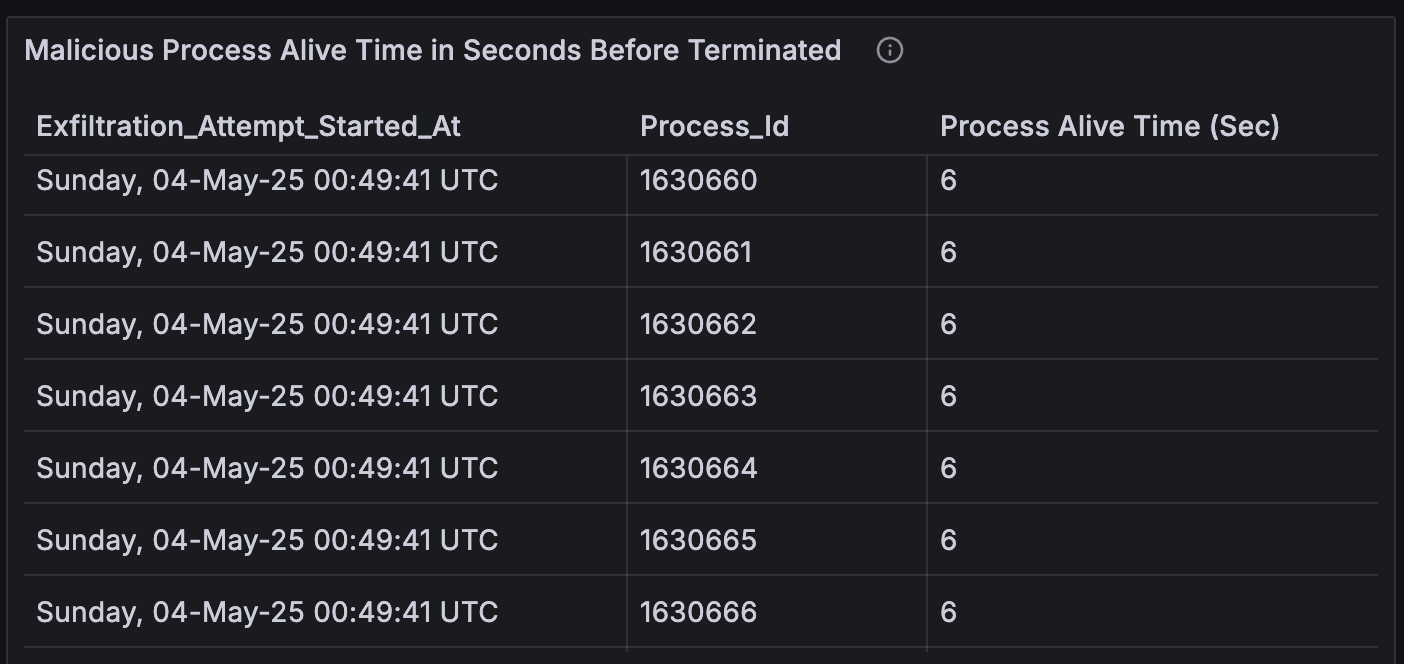 Malicious Process Alive Time in Seconds Before Terminated
Exfiltration_Attempt_Started_At Process_Id Process Alive Time (Sec)
Sunday, 04-May-25 00:49:41 UTC 1630660 6
Sunday, 04-May-25 00:49:41 UTC 1630661 6
Sunday, 04-May-25 00:49:41 UTC 1630662 6
Sunday, 04-May-25 00:49:41 UTC 1630663 6
Sunday, 04-May-25 00:49:41 UTC 1630664 6
Sunday, 04-May-25 00:49:41 UTC 1630665 6
Sunday, 04-May-25 00:49:41 UTC 1630666 6